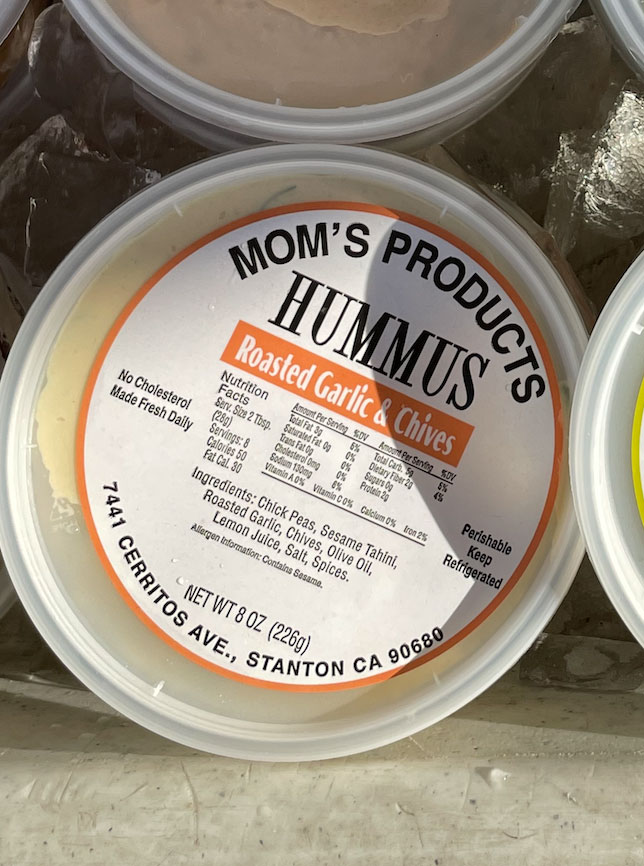 MOM'S PRODUCTS
HUMMUS
Roasted Garlic & Chives
No Cholesterol
Made Fresh Daily
Nutrition
Facts
Serv. Size 2 Tbsp.
(28g)
Servings: 8
Calories 50
Fat Cal. 30
Amount Per Serving %DV
Total Fat 3g 6%
Saturated Fat 0g 0%
Trans Fat 0g 0%
Cholesterol 0mg 0%
Sodium 130mg 6%
Amount Per Serving %DV
Total Carb. 5g 5%
Dietary Fiber 2g 4%
Sugars 0g
Protein 2g
Vitamin A 0% Vitamin C 0% Calcium 0% Iron 2%
Ingredients: Chick Peas, Sesame Tahini,
Roasted Garlic, Chives, Olive Oil,
Lemon Juice, Salt, Spices.
Allergen Information: Contains Sesame.
Perishable
Keep
Refrigerated
NET WT 8 OZ (226g)
7441 CERRITOS AVE., STANTON CA 90680